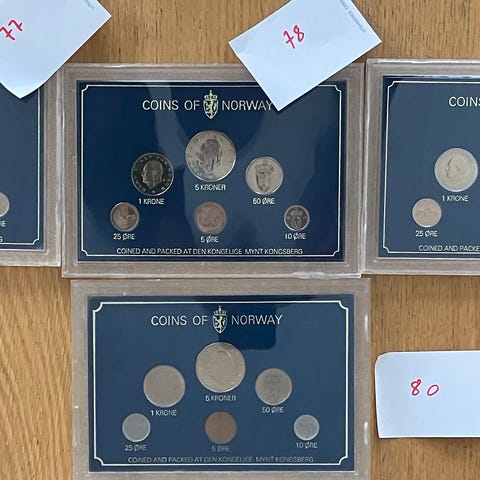 77
78
COINS OF NORWAY
1 KRONE
5 KRONER
50 ØRE
25 ØRE
5 ØRE
10 ØRE
COINED AND PACKED AT DEN KONGELIGE MYNT KONGSBERG
COINS
1 KRONE
25 ØRE
COINED AND PACKED AT
COINS OF NORWAY
1 KRONE
5 KRONER
50 ØRE
25 ØRE
5 ØRE
10 ØRE
COINED AND PACKED AT DEN KONGELIGE MYNT KONGSBERG
80